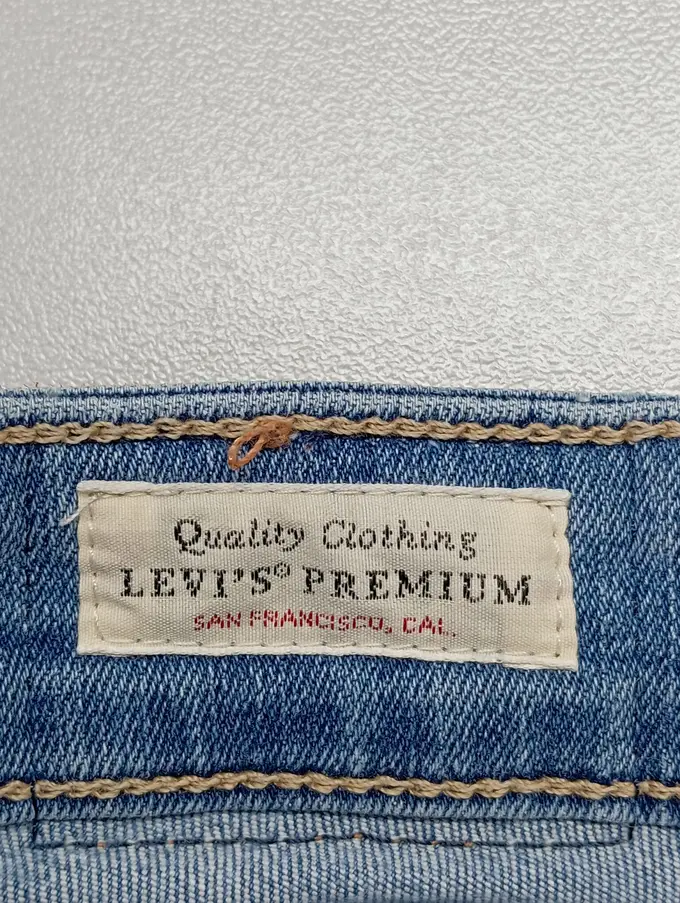 Quality Clothing
LEVI'S® PREMIUM
SAN FRANCISCO, CAL.